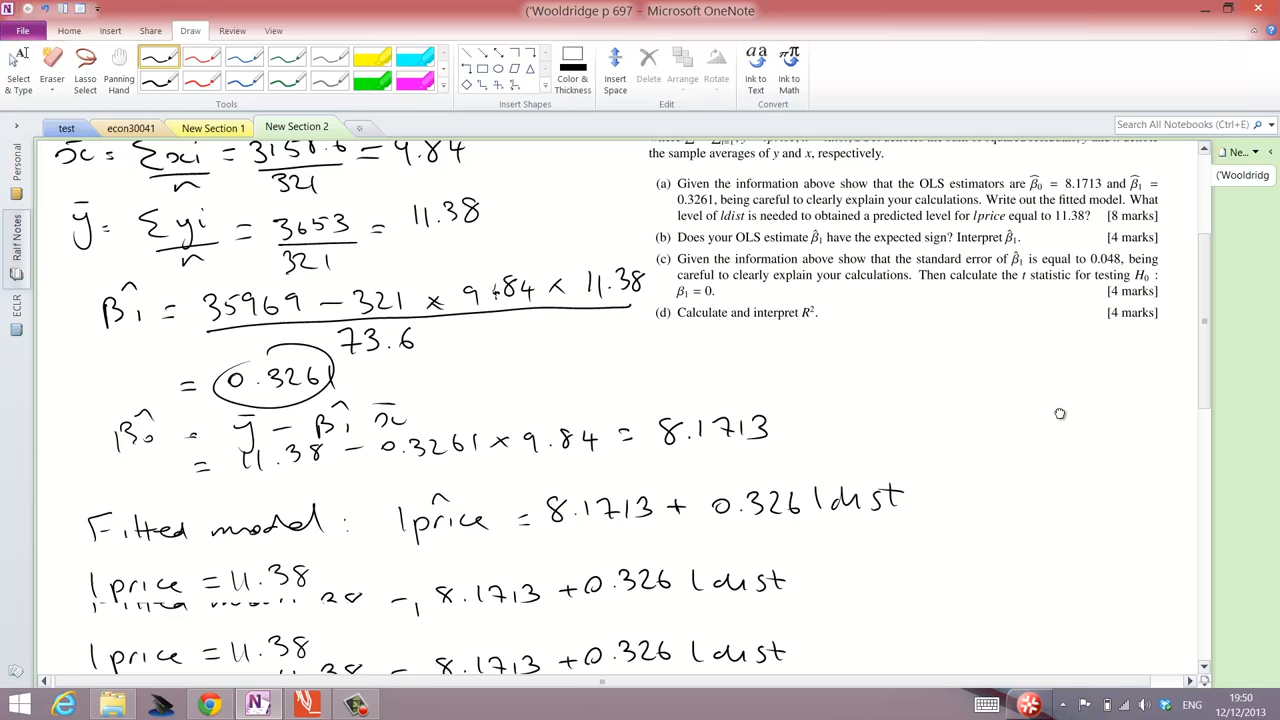 ('Wooldridge p 697 - Microsoft OneNote
File Home Insert Share Draw Review View
Select & Type
Eraser
Lasso Select
Panning Hand
Color & Thickness
Insert Space
Delete
Arrange
Rotate
Ink to Text
Ink to Math
Tools
Insert Shapes
Edit
Convert
test
econ30041
New Section 1
New Section 2
Search All Notebooks (Ctrl+E)
Personal
Ralf Notes
ECLR
Ne...
(Wooldridg
the sample averages of y and x, respectively.
(a) Given the information above show that the OLS estimators are β̂0 = 8.1713 and β̂1 =
0.3261, being careful to clearly explain your calculations. Write out the fitted model. What
level of ldist is needed to obtained a predicted level for lprice equal to 11.38? [8 marks]
(b) Does your OLS estimate β̂1 have the expected sign? Interpret β̂1. [4 marks]
(c) Given the information above show that the standard error of β̂1 is equal to 0.048, being
careful to clearly explain your calculations. Then calculate the t statistic for testing H0 :
β1 = 0. [4 marks]
(d) Calculate and interpret R². [4 marks]
x̄ = Σxi / n = 3158.6 / 321 = 9.84
ȳ = Σyi / n = 3653 / 321 = 11.38
β̂1 = 35969 - 321 × 9.84 × 11.38 / 73.6
= 0.3261
β̂0 = ȳ - β̂1 x̄
= 11.38 - 0.3261 × 9.84 = 8.1713
Fitted model : lprîce = 8.1713 + 0.326 ldist
lprice = 11.38
= 8.1713 + 0.326 ldist
lprice = 11.38
= 8.1713 + 0.326 ldist
ENG
19:50
12/12/2013